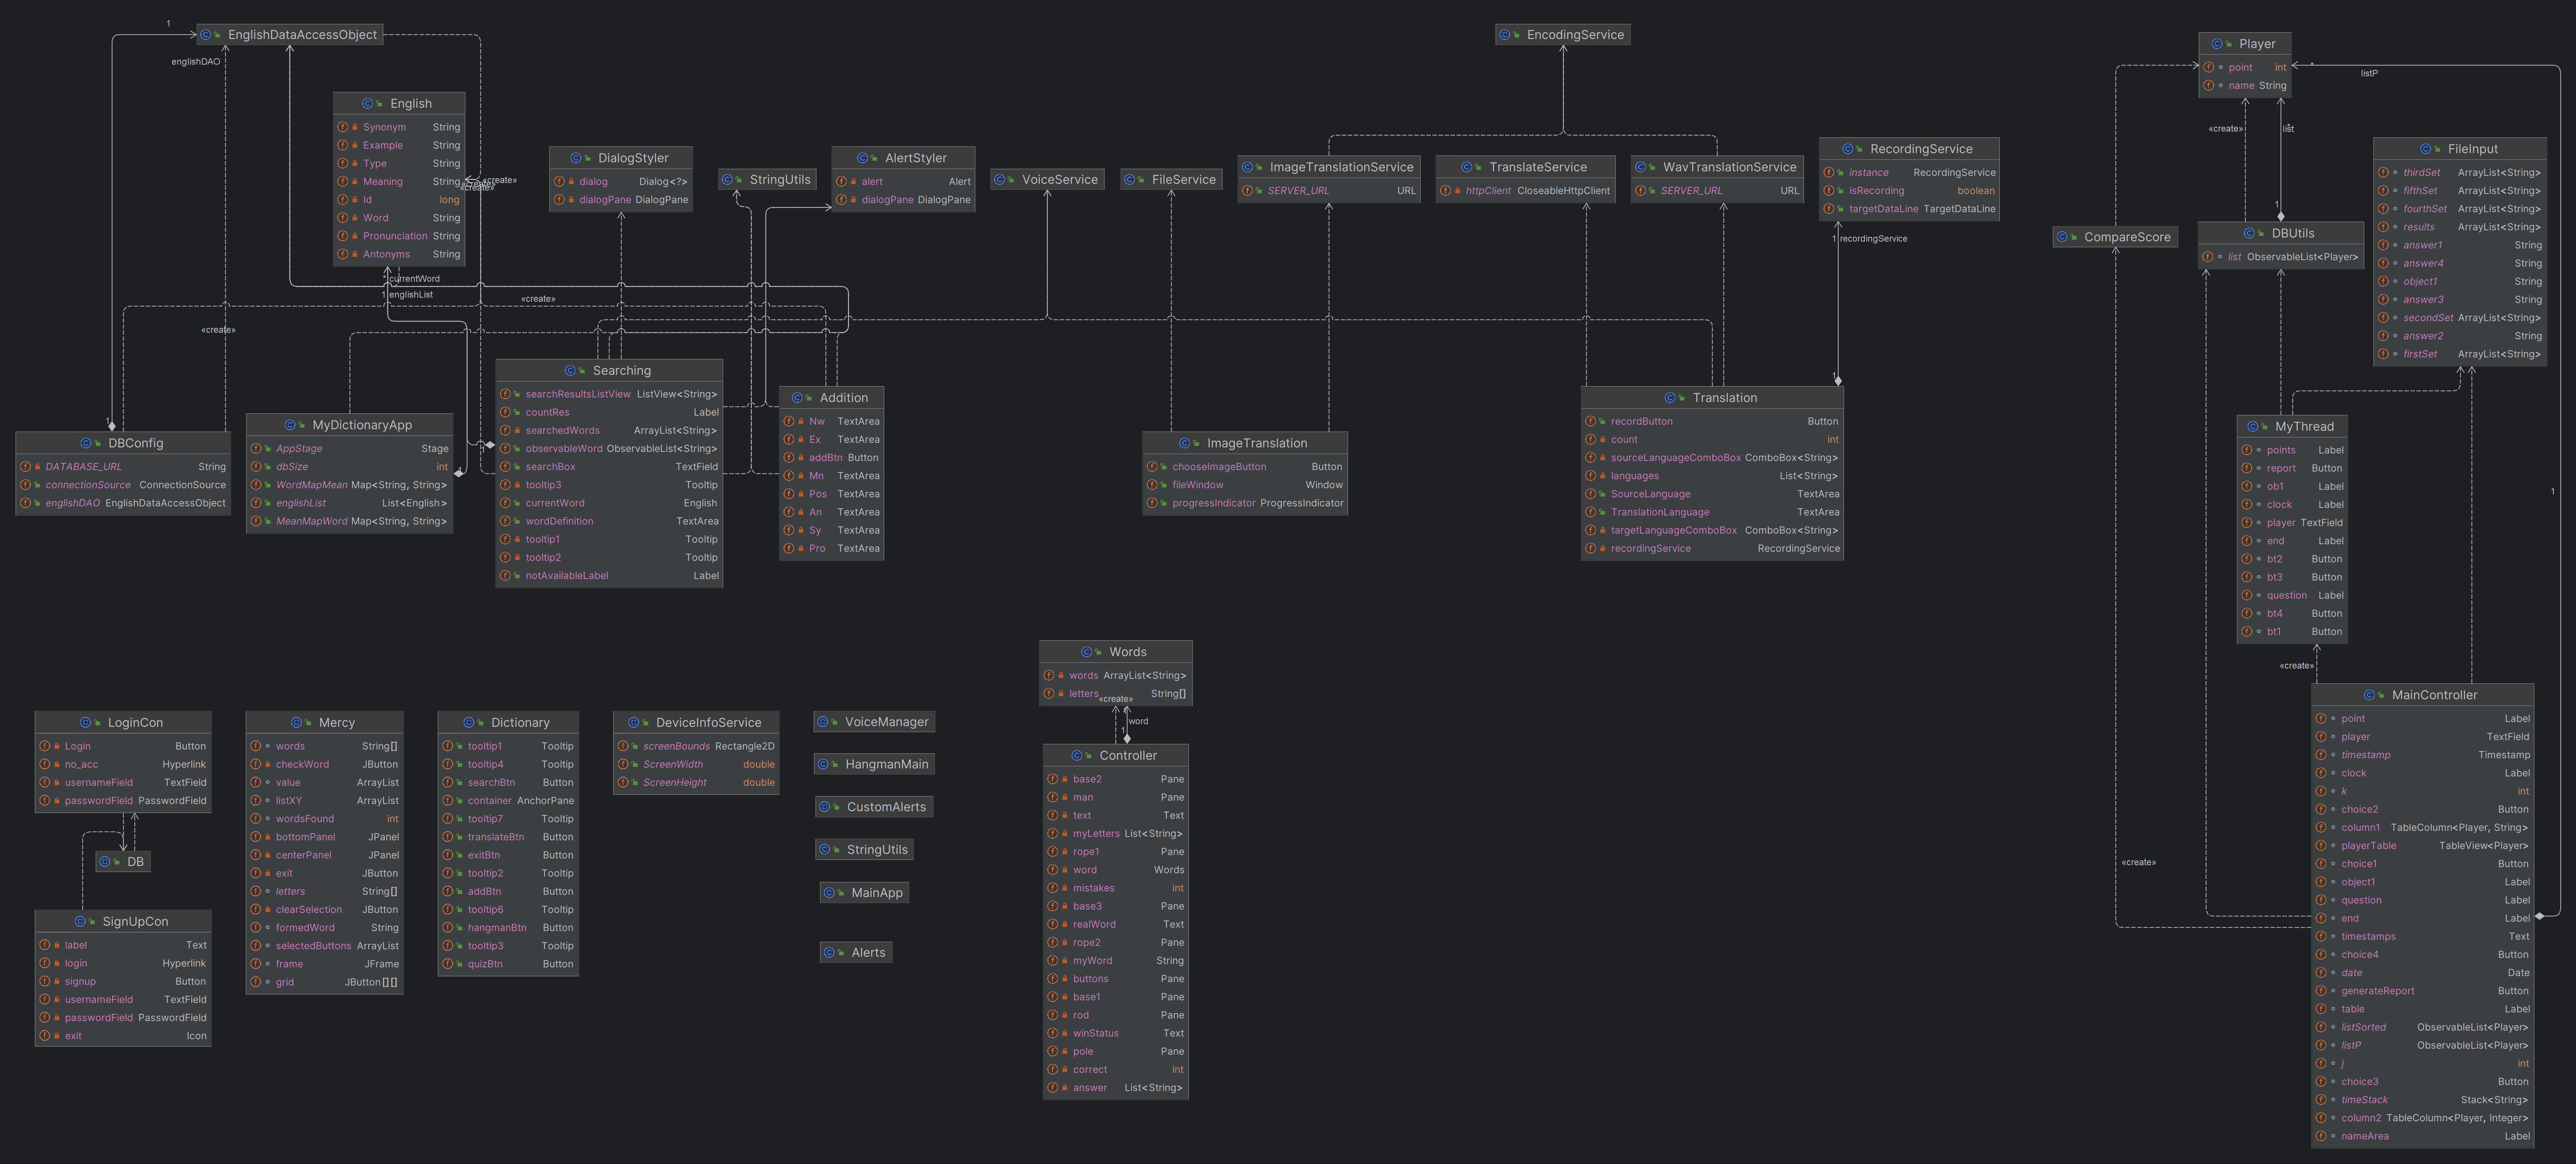 1
EnglishDataAccessObject
englishDAO
English
Synonym String
Example String
Type String
Meaning String
Id long
Word String
Pronunciation String
Antonyms String
«create»
«create»
* currentWord
1 englishList
«create»
«create»
DialogStyler
dialog Dialog<?>
dialogPane DialogPane
StringUtils
AlertStyler
alert Alert
dialogPane DialogPane
VoiceService
FileService
EncodingService
ImageTranslationService
SERVER_URL URL
TranslateService
httpClient CloseableHttpClient
WavTranslationService
SERVER_URL URL
RecordingService
instance RecordingService
isRecording boolean
targetDataLine TargetDataLine
1 recordingService
1
Player
point int
name String
*
listP
«create»
list
*
1
CompareScore
DBUtils
list ObservableList<Player>
FileInput
thirdSet ArrayList<String>
fifthSet ArrayList<String>
fourthSet ArrayList<String>
results ArrayList<String>
answer1 String
answer4 String
object1 String
answer3 String
secondSet ArrayList<String>
answer2 String
firstSet ArrayList<String>
1
DBConfig
DATABASE_URL String
connectionSource ConnectionSource
englishDAO EnglishDataAccessObject
MyDictionaryApp
AppStage Stage
dbSize int
WordMapMean Map<String, String>
englishList List<English>
MeanMapWord Map<String, String>
1
1
Searching
searchResultsListView ListView<String>
countRes Label
searchedWords ArrayList<String>
observableWord ObservableList<String>
searchBox TextField
tooltip3 Tooltip
currentWord English
wordDefinition TextArea
tooltip1 Tooltip
tooltip2 Tooltip
notAvailableLabel Label
Addition
Nw TextArea
Ex TextArea
addBtn Button
Mn TextArea
Pos TextArea
An TextArea
Sy TextArea
Pro TextArea
ImageTranslation
chooseImageButton Button
fileWindow Window
progressIndicator ProgressIndicator
Translation
recordButton Button
count int
sourceLanguageComboBox ComboBox<String>
languages List<String>
SourceLanguage TextArea
TranslationLanguage TextArea
targetLanguageComboBox ComboBox<String>
recordingService RecordingService
MyThread
points Label
report Button
ob1 Label
clock Label
player TextField
end Label
bt2 Button
bt3 Button
question Label
bt4 Button
bt1 Button
«create»
1
LoginCon
Login Button
no_acc Hyperlink
usernameField TextField
passwordField PasswordField
DB
SignUpCon
label Text
login Hyperlink
signup Button
usernameField TextField
passwordField PasswordField
exit Icon
Mercy
words String[]
checkWord JButton
value ArrayList
listXY ArrayList
wordsFound int
bottomPanel JPanel
centerPanel JPanel
exit JButton
letters String[]
clearSelection JButton
formedWord String
selectedButtons ArrayList
frame JFrame
grid JButton[][]
Dictionary
tooltip1 Tooltip
tooltip4 Tooltip
searchBtn Button
container AnchorPane
tooltip7 Tooltip
translateBtn Button
exitBtn Button
tooltip2 Tooltip
addBtn Button
tooltip6 Tooltip
hangmanBtn Button
tooltip3 Tooltip
quizBtn Button
DeviceInfoService
screenBounds Rectangle2D
ScreenWidth double
ScreenHeight double
VoiceManager
HangmanMain
CustomAlerts
StringUtils
MainApp
Alerts
Words
words ArrayList<String>
letters String[]
«create»
word
1
Controller
base2 Pane
man Pane
text Text
myLetters List<String>
rope1 Pane
word Words
mistakes int
base3 Pane
realWord Text
rope2 Pane
myWord String
buttons Pane
base1 Pane
rod Pane
winStatus Text
pole Pane
correct int
answer List<String>
«create»
MainController
point Label
player TextField
timestamp Timestamp
clock Label
k int
choice2 Button
column1 TableColumn<Player, String>
playerTable TableView<Player>
choice1 Button
object1 Label
question Label
end Label
timestamps Text
choice4 Button
date Date
generateReport Button
table Label
listSorted ObservableList<Player>
listP ObservableList<Player>
j int
choice3 Button
timeStack Stack<String>
column2 TableColumn<Player, Integer>
nameArea Label